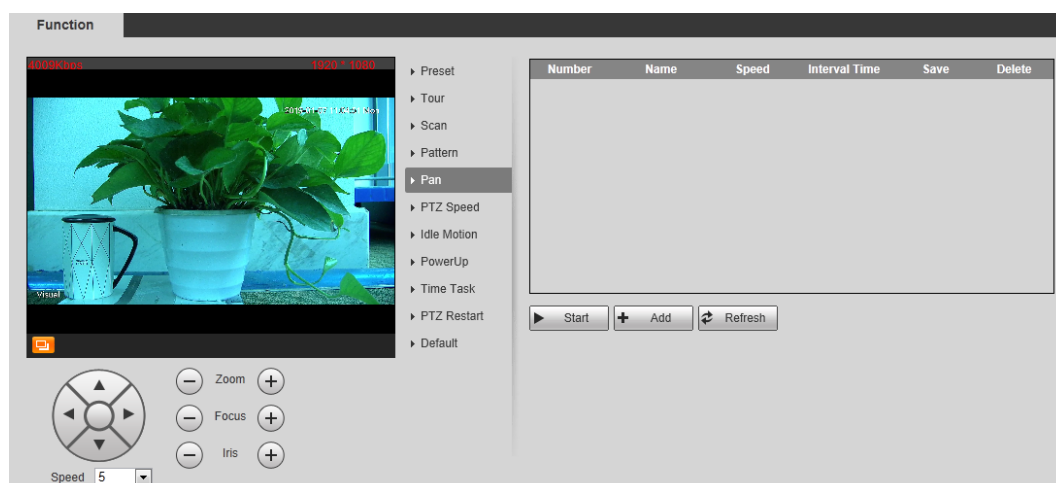 Function
4009Kbps 1920 * 1080
Visual
Preset
Tour
Scan
Pattern
Pan
PTZ Speed
Idle Motion
PowerUp
Time Task
PTZ Restart
Default
Number Name Speed Interval Time Save Delete
Start Add Refresh
Zoom
Focus
Iris
Speed 5